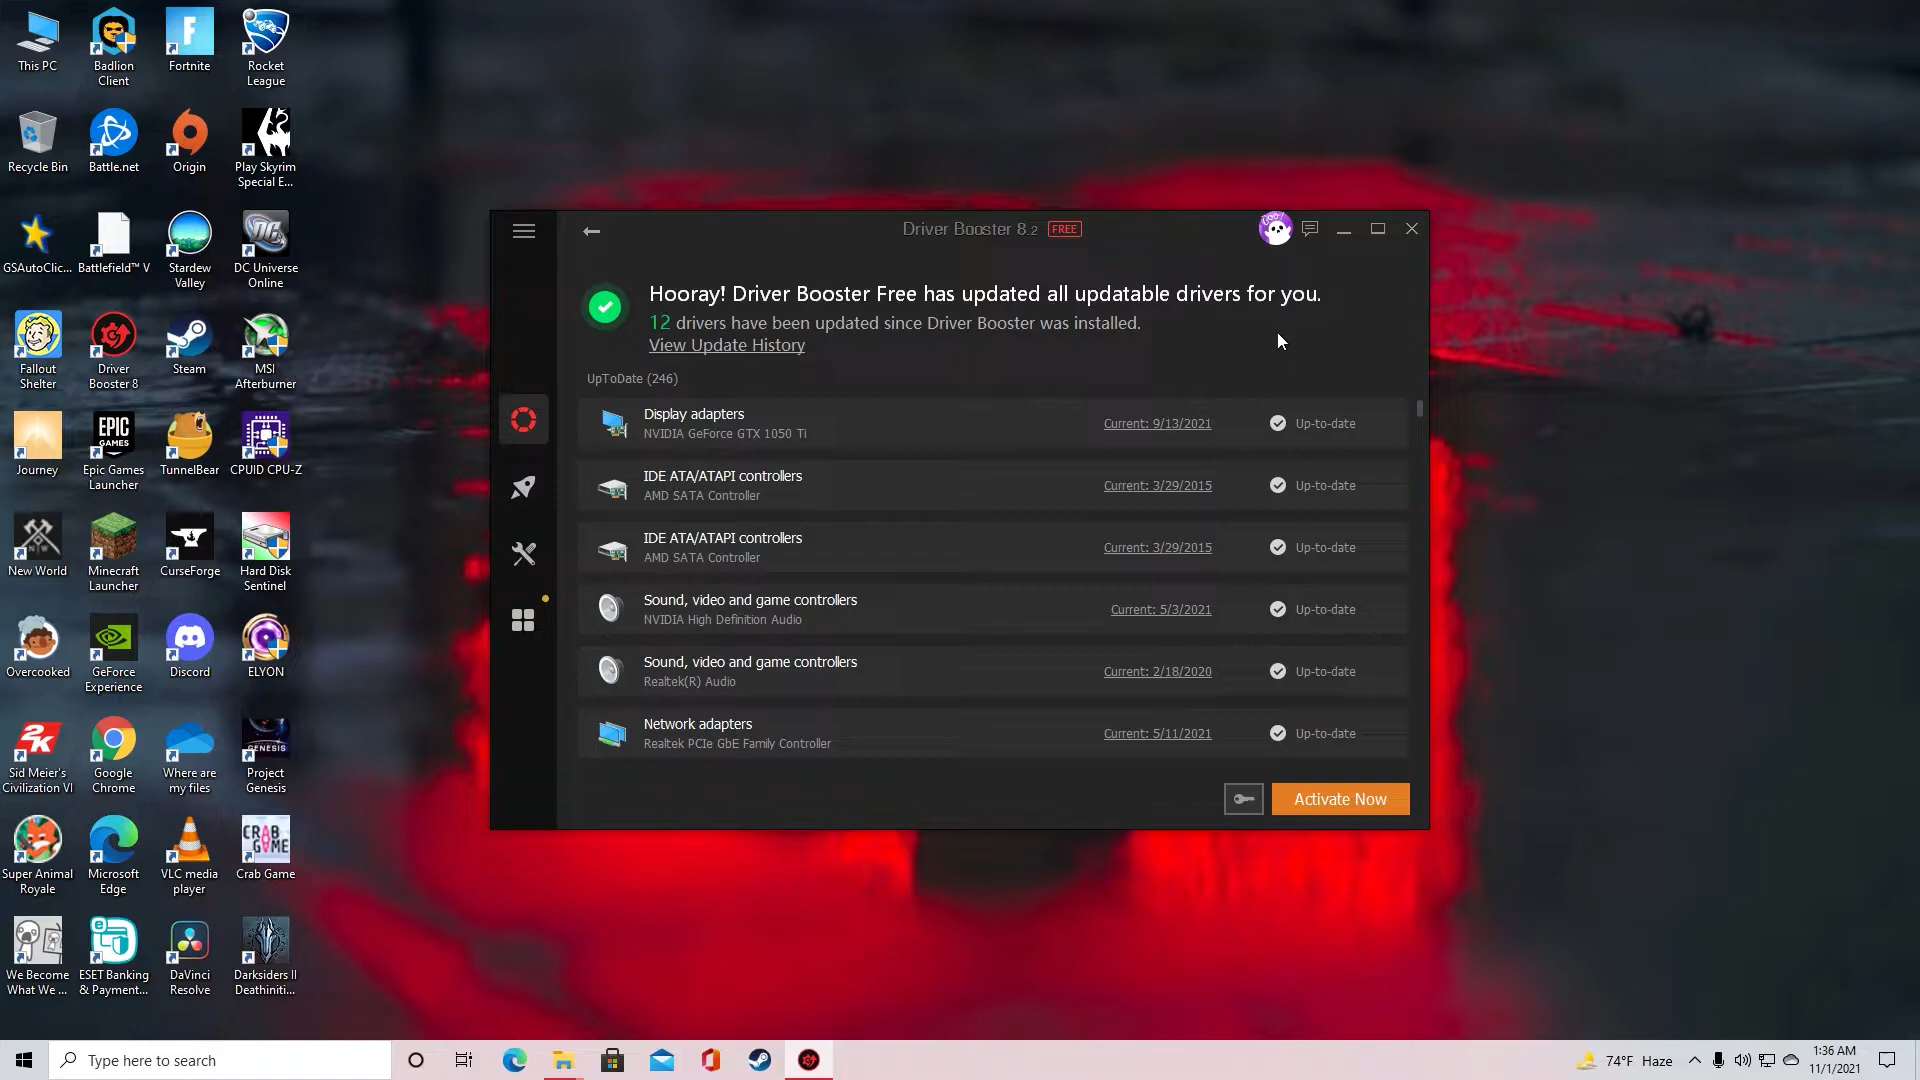 This PC
Badlion
Client
Fortnite
Rocket
League
Recycle Bin
Battle.net
Origin
Play Skyrim
Special E...
GSAutoClic...
Battlefield™ V
Stardew
Valley
DC Universe
Online
Fallout
Shelter
Driver
Booster 8
Steam
MSI
Afterburner
Journey
EPIC
GAMES
Epic Games
Launcher
TunnelBear
CPUID CPU-Z
New World
Minecraft
Launcher
CurseForge
Hard Disk
Sentinel
Overcooked
GeForce
Experience
Discord
ELYON
2K
Sid Meier's
Civilization VI
Google
Chrome
Where are
my files
GENESIS
Project
Genesis
Super Animal
Royale
Microsoft
Edge
VLC media
player
CRAB
GAME
Crab Game
We Become
What We ...
ESET Banking
& Payment...
DaVinci
Resolve
Darksiders II
Deathiniti...
Driver Booster 8.2 FREE
Hooray! Driver Booster Free has updated all updatable drivers for you.
12 drivers have been updated since Driver Booster was installed.
View Update History
UpToDate (246)
Display adapters
NVIDIA GeForce GTX 1050 Ti
Current: 9/13/2021
Up-to-date
IDE ATA/ATAPI controllers
AMD SATA Controller
Current: 3/29/2015
Up-to-date
IDE ATA/ATAPI controllers
AMD SATA Controller
Current: 3/29/2015
Up-to-date
Sound, video and game controllers
NVIDIA High Definition Audio
Current: 5/3/2021
Up-to-date
Sound, video and game controllers
Realtek(R) Audio
Current: 2/18/2020
Up-to-date
Network adapters
Realtek PCIe GbE Family Controller
Current: 5/11/2021
Up-to-date
Activate Now
Type here to search
74°F Haze
1:36 AM
11/1/2021